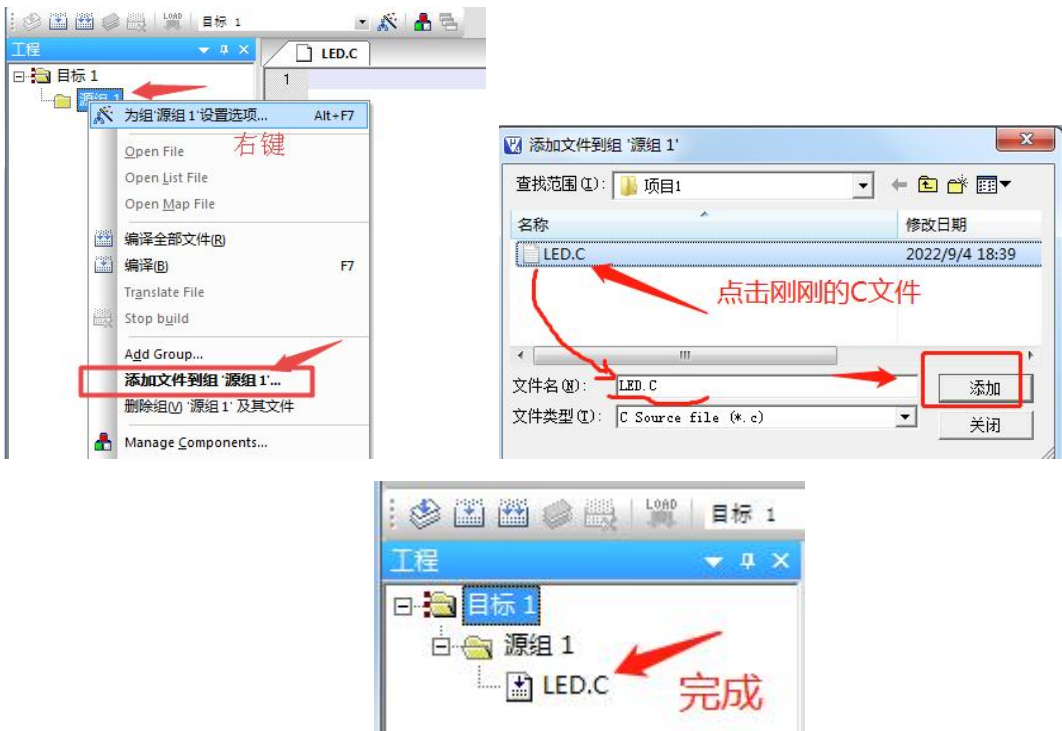 LOAD
目标 1
工程
LED.C
目标 1
1
源组 1
为组'源组 1'设置选项... Alt+F7
右键
Open File
Open List File
Open Map File
编译全部文件(R)
编译(B) F7
Translate File
Stop build
Add Group...
添加文件到组 '源组 1'...
删除组(V) '源组 1' 及其文件
Manage Components...
添加文件到组 '源组 1'
查找范围(I): 项目1
名称 修改日期
LED.C 2022/9/4 18:39
点击刚刚的C文件
文件名(N): LED.C 添加
文件类型(T): C Source file (*.c) 关闭
LOAD 目标 1
工程
目标 1
源组 1
LED.C
完成